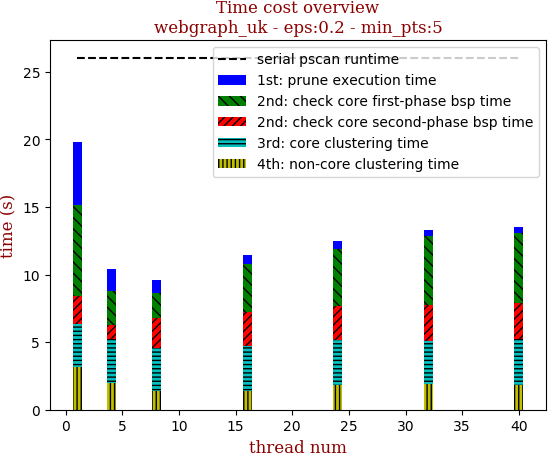 Time cost overview
webgraph_uk - eps:0.2 - min_pts:5
serial pscan runtime
1st: prune execution time
2nd: check core first-phase bsp time
2nd: check core second-phase bsp time
3rd: core clustering time
4th: non-core clustering time
time (s)
25
20
15
10
5
0
0 5 10 15 20 25 30 35 40
thread num